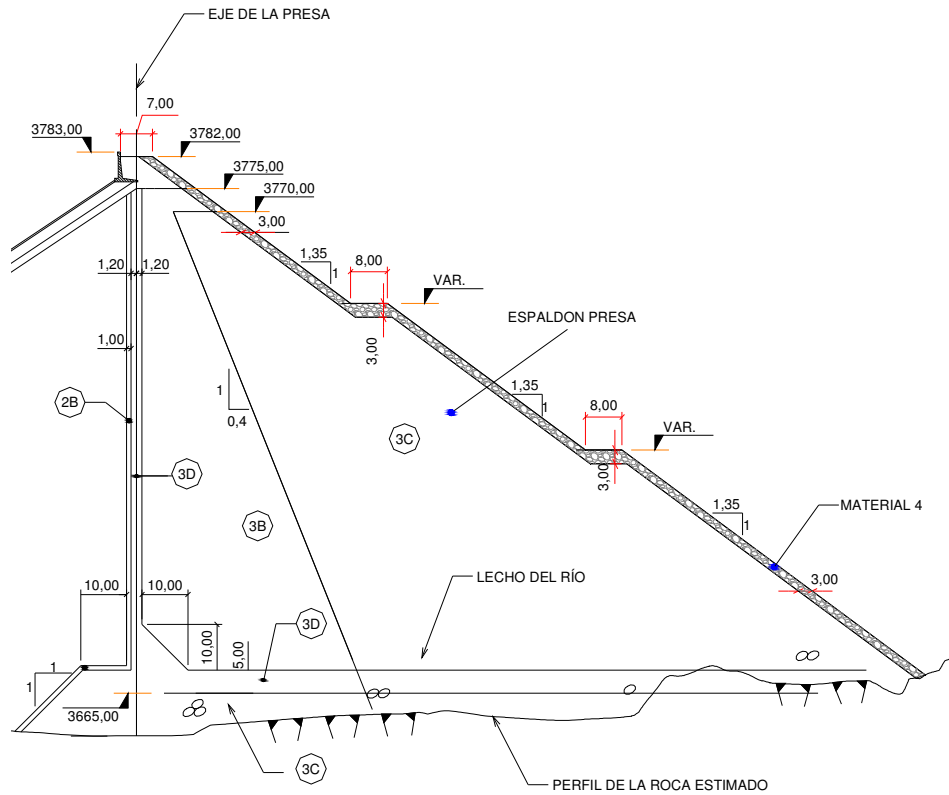 EJE DE LA PRESA
7,00
3783,00
3782,00
3775,00
3770,00
3,00
1,35
1
8,00
VAR.
1,20
1,20
ESPALDON PRESA
1,00
3,00
1
0,4
1,35
1
8,00
VAR.
2B
3C
3D
3,00
3B
1,35
1
MATERIAL 4
10,00
10,00
LECHO DEL RÍO
3,00
3D
10,00
5,00
1
1
3665,00
3C
PERFIL DE LA ROCA ESTIMADO